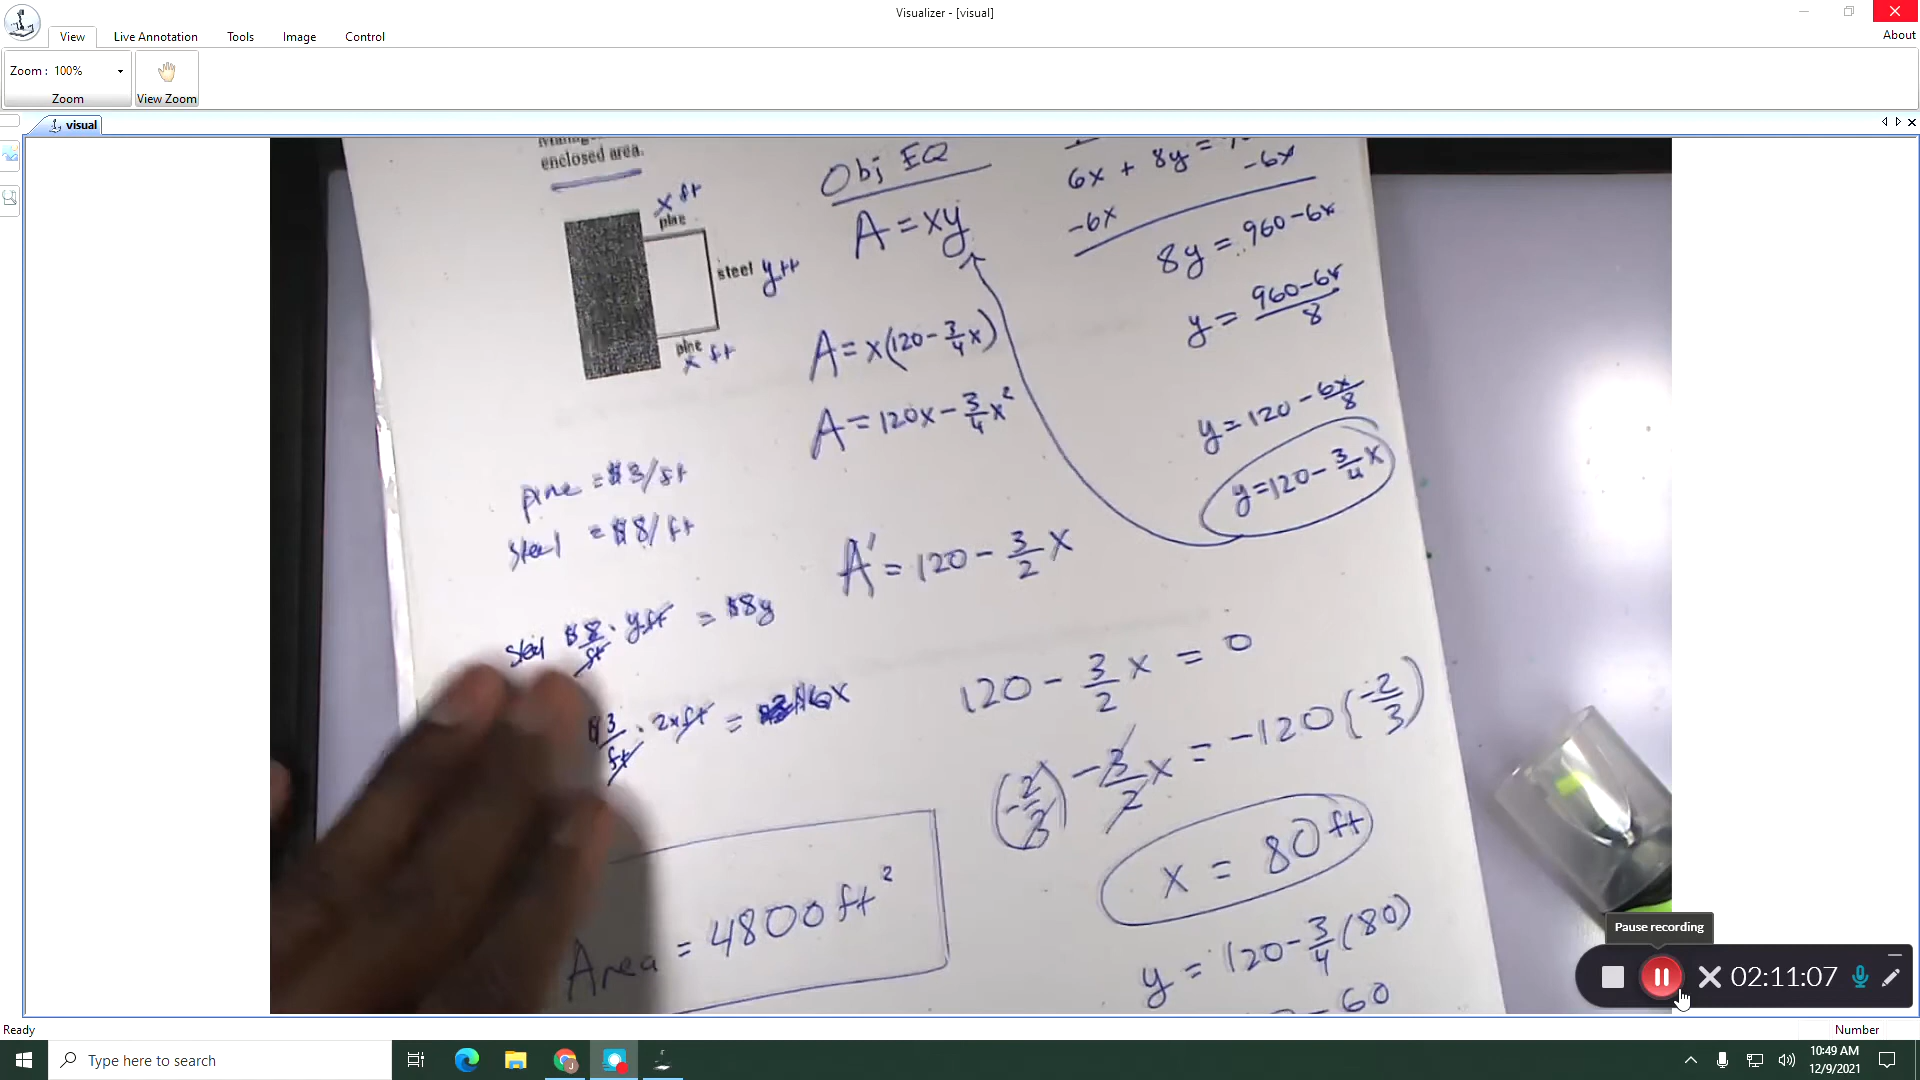 Visualizer - [visual]
View Live Annotation Tools Image Control
About
Zoom : 100%
Zoom
View Zoom
visual
enclosed area.
x ft
pine
steel y ft
pine
x ft
pine = $3/ft
steel = $8/ft
steel $8/ft · y ft = $8y
$3/ft · 2x ft = $6x
Area = 4800 ft²
Obj EQ
A = xy
A = x(120 - 3/4 x)
A = 120x - 3/4 x²
A' = 120 - 3/2 x
120 - 3/2 x = 0
(-2/3) -3/2 x = -120 (-2/3)
x = 80 ft
y = 120 - 3/4 (80)
- 60
6x + 8y =
-6x -6x
8y = 960 - 6x
y = 960-6x/8
y = 120 - 6x/8
y = 120 - 3/4 x
Pause recording
02:11:07
Ready
Number
Type here to search
10:49 AM
12/9/2021